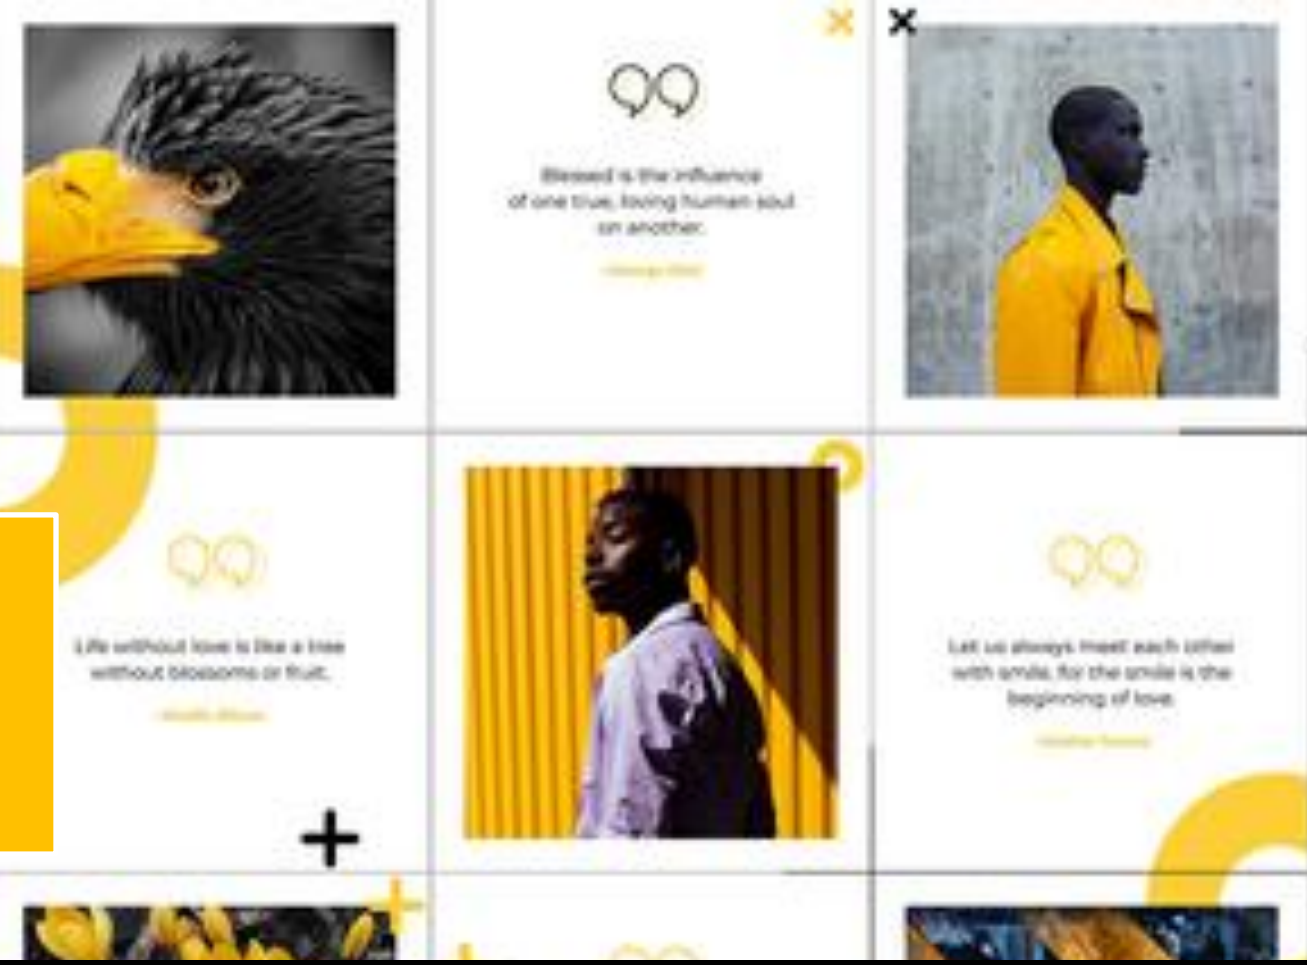 Blessed is the influence
of one true, loving human soul
on another.
Life without love is like a tree
without blossoms or fruit.
Let us always meet each other
with smile, for the smile is the
beginning of love.